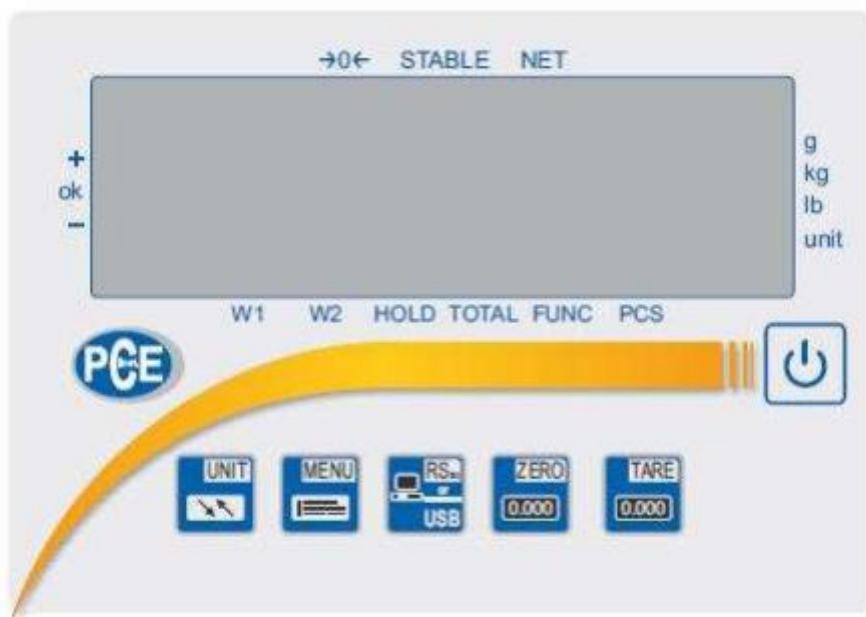 →0← STABLE NET
+
ok
−
g
kg
lb
unit
W1 W2 HOLD TOTAL FUNC PCS
PCE
UNIT MENU RS ZERO TARE
or
0.000 0.000
USB